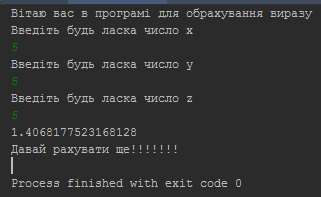 Вітаю вас в програмі для обрахування виразу
Введіть будь ласка число x
5
Введіть будь ласка число y
5
Введіть будь ласка число z
5
1.4068177523168128
Давай рахувати ще!!!!!!!
Process finished with exit code 0